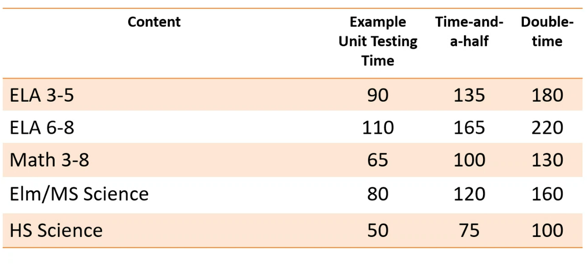 Content Example Time-and- Double-
Unit Testing a-half time
Time
ELA 3-5 90 135 180
ELA 6-8 110 165 220
Math 3-8 65 100 130
Elm/MS Science 80 120 160
HS Science 50 75 100